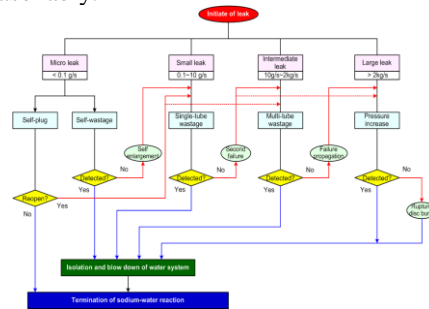 Initiate of leak
Micro leak
< 0.1 g/s
Small leak
0.1~10 g/s
Intermediate
leak
10g/s~2kg/s
Large leak
> 2kg/s
Self-plug
Self-wastage
Single-tube
wastage
Multi-tube
wastage
Pressure
increase
Self
enlargement
Second
failure
Failure
propagation
No
No
No
No
Detected?
Detected?
Detected?
Detected?
Reopen?
Yes
Yes
Yes
Yes
Yes
No
Rupture
disc burst
Isolation and blow down of water system
Termination of sodium-water reaction